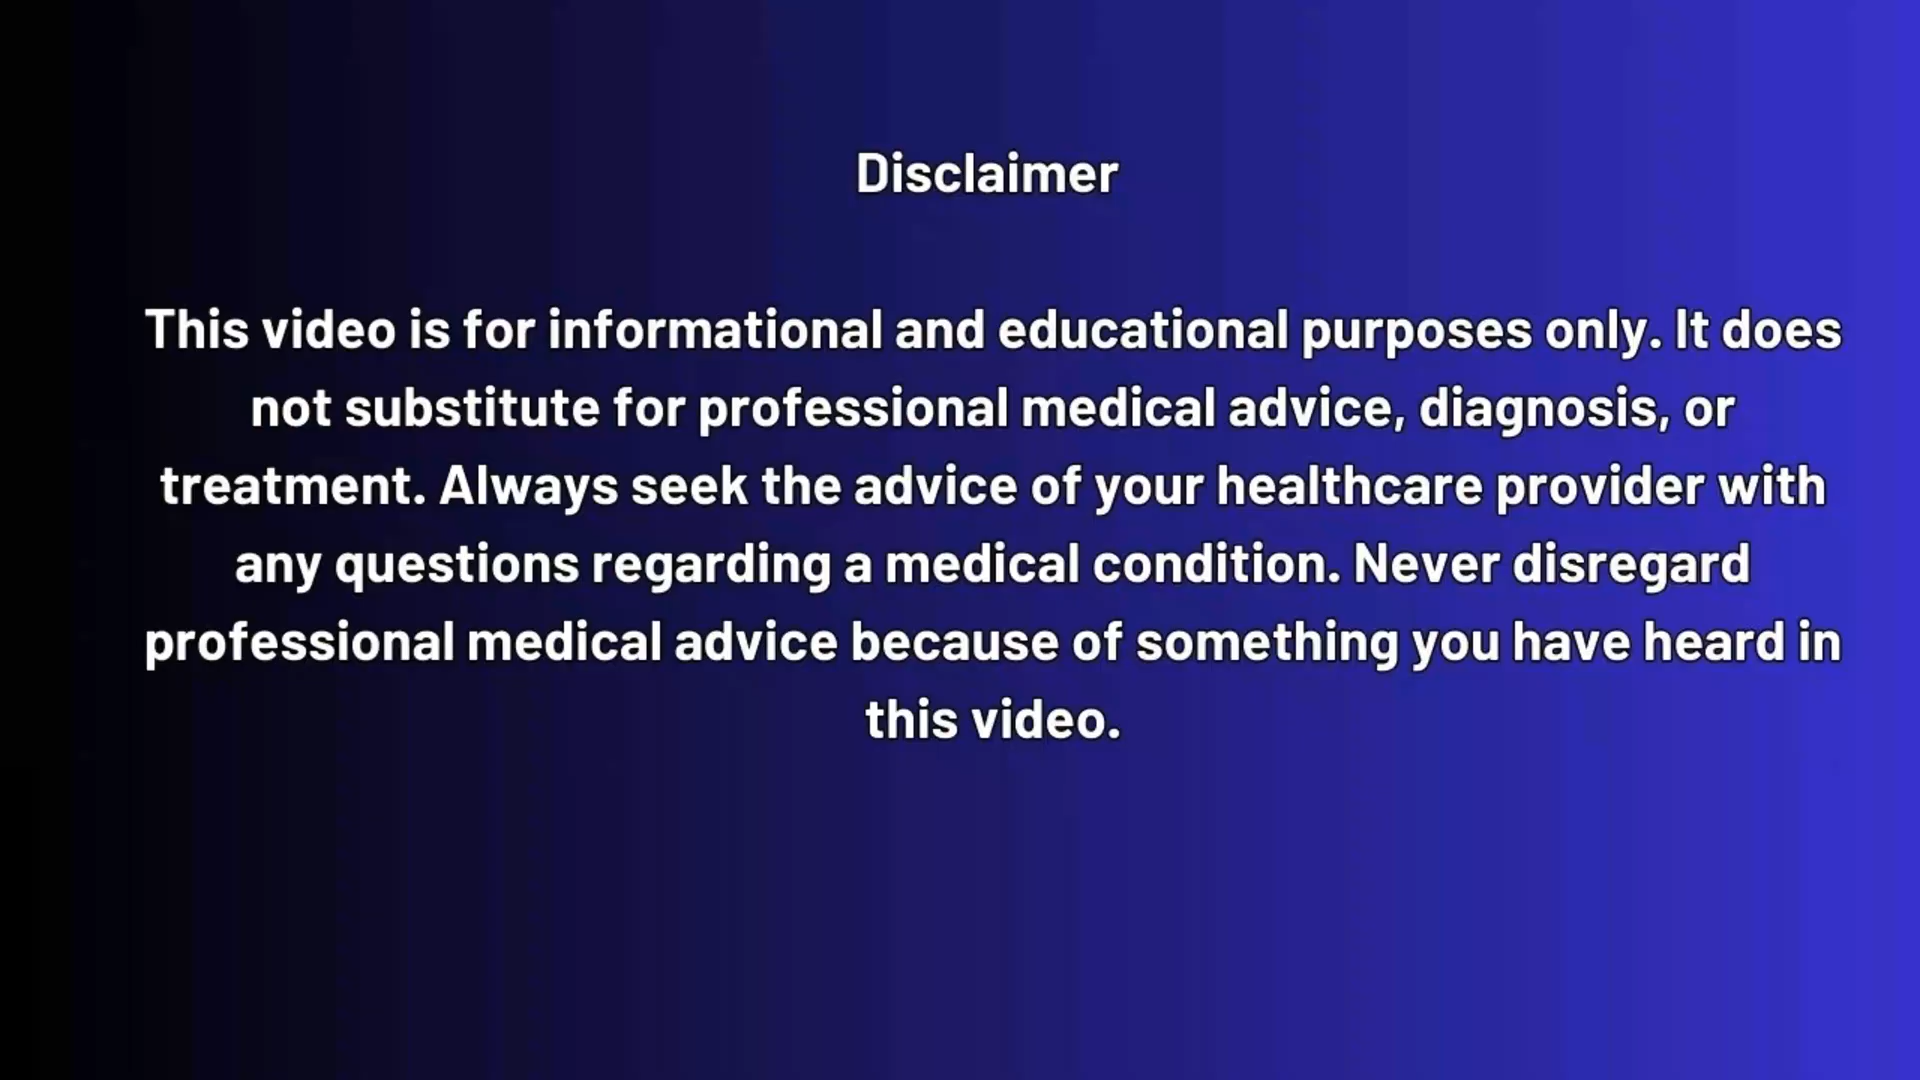 Disclaimer
This video is for informational and educational purposes only. It does
not substitute for professional medical advice, diagnosis, or
treatment. Always seek the advice of your healthcare provider with
any questions regarding a medical condition. Never disregard
professional medical advice because of something you have heard in
this video.